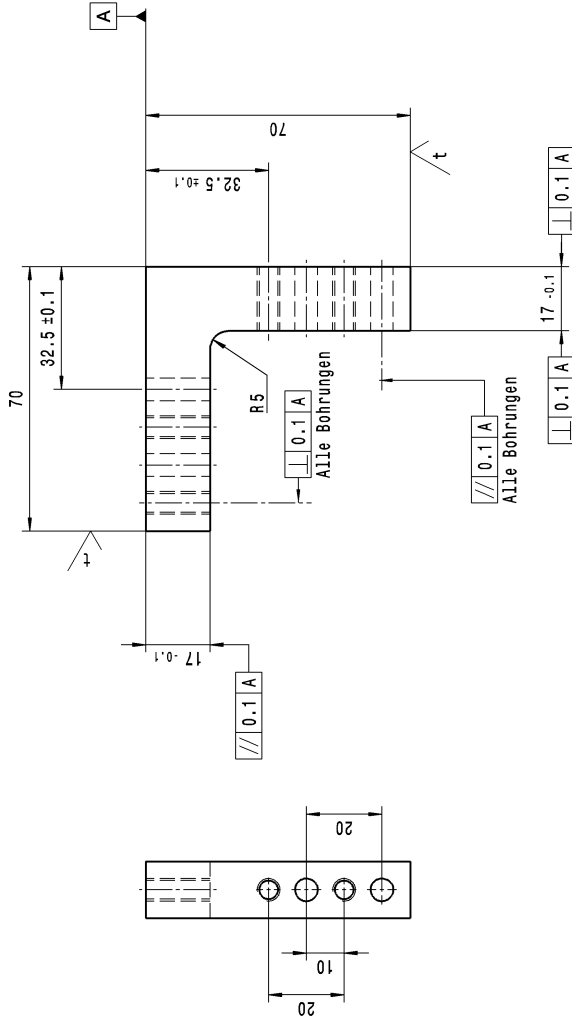 A
70
32.5 ±0.1
70
32.5 ±0.1
t
R5
⊥ 0.1 A
Alle Bohrungen
t
// 0.1 A
Alle Bohrungen
17 -0.1
⊥ 0.1 A
⊥ 0.1 A
17 -0.1
// 0.1 A
20
10
20